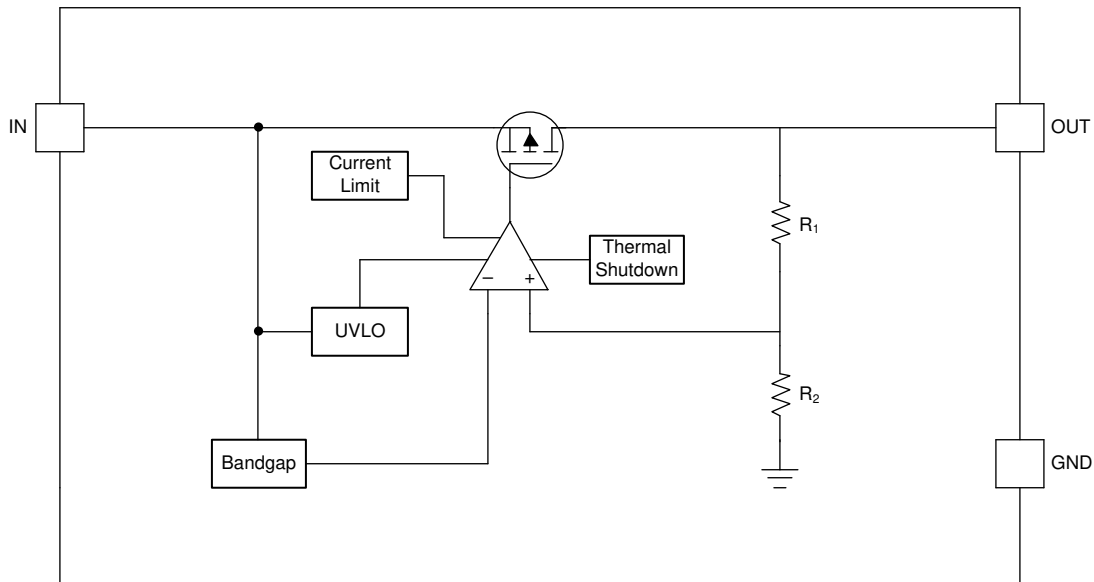 IN
OUT
Current
Limit
R₁
Thermal
Shutdown
− +
UVLO
R₂
Bandgap
GND